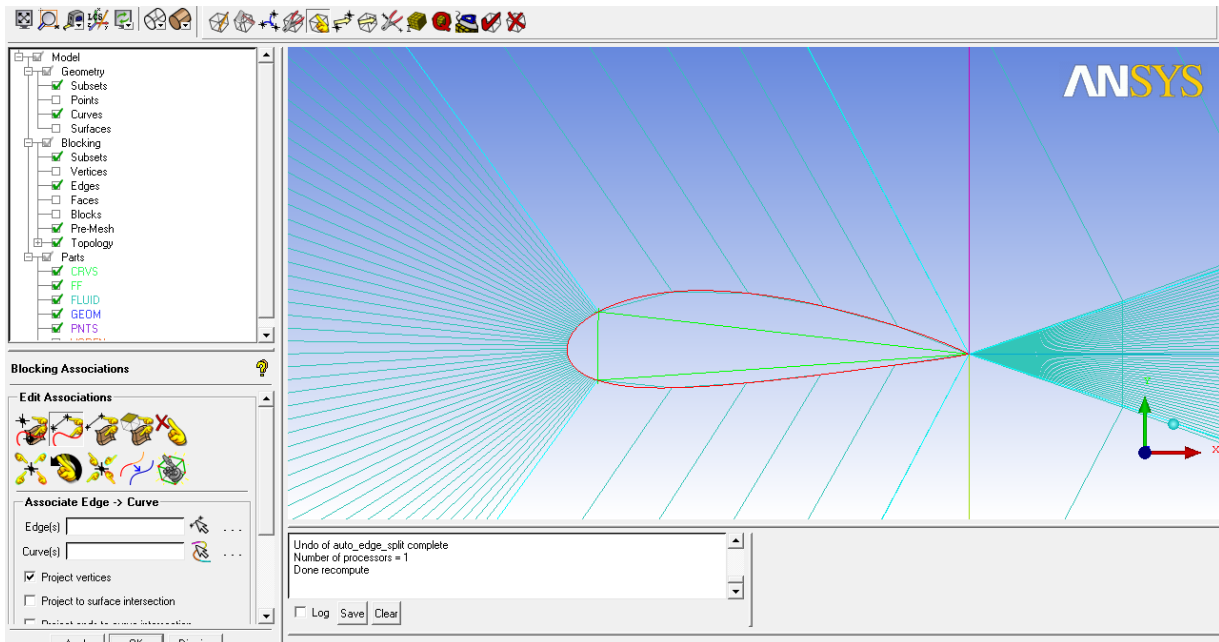 Model
Geometry
Subsets
Points
Curves
Surfaces
Blocking
Subsets
Vertices
Edges
Faces
Blocks
Pre-Mesh
Topology
Parts
CRVS
FF
FLUID
GEOM
PNTS
ANSYS
Y
X
Blocking Associations
Edit Associations
Associate Edge -> Curve
Edge(s)
...
Curve(s)
...
Project vertices
Project to surface intersection
Undo of auto_edge_split complete
Number of processors = 1
Done recompute
Log Save Clear
OK